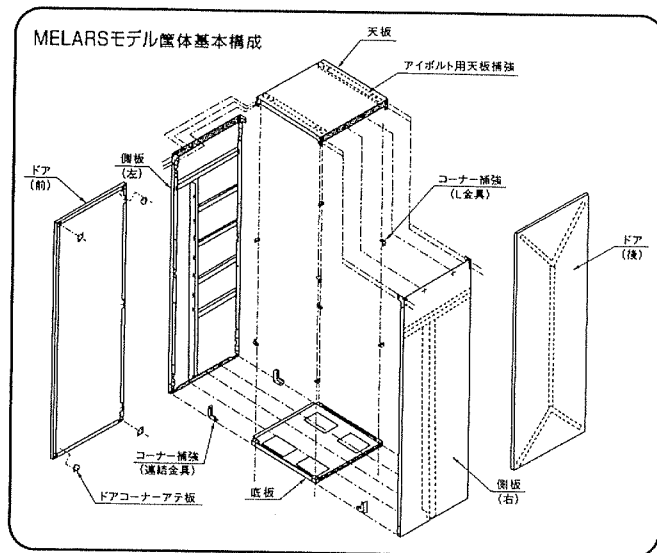 MELARSモデル筐体基本構成
天板
アイボルト用天板補強
側板
(左)
ドア
(前)
コーナー補強
(L金具)
ドア
(後)
コーナー補強
(連結金具)
ドアコーナーアテ板
底板
側板
(右)